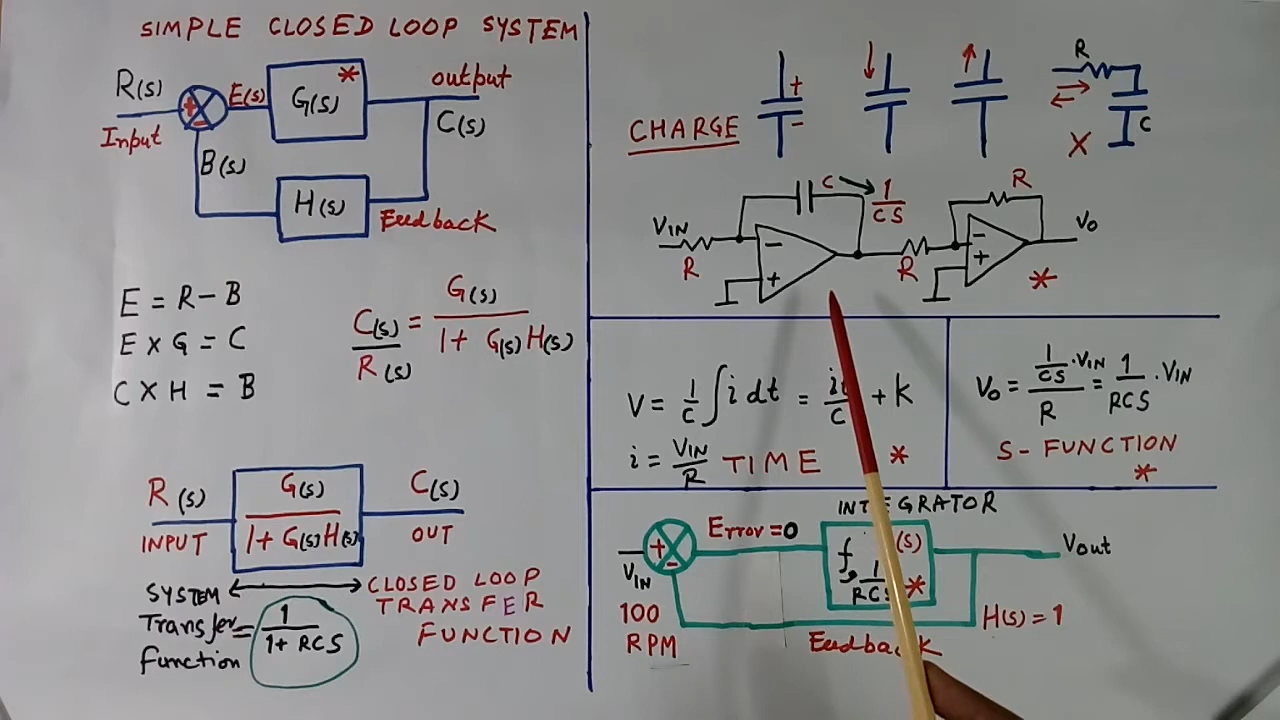 SIMPLE CLOSED LOOP SYSTEM
R(S)
Input
+
-
E(S)
*
G(S)
output
C(S)
B(S)
H(S)
Feedback
E = R - B
E X G = C
C X H = B
C(S) / R(S) = G(S) / 1 + G(S) H(S)
R(S)
INPUT
G(S)
1 + G(S) H(S)
C(S)
OUT
SYSTEM
Transfer
function
= 1 / 1 + RCS
CLOSED LOOP
TRANSFER
FUNCTION
CHARGE
+
-
R
C
X
VIN
R
C
1 / CS
-
+
R
R
-
+
Vo
*
V = 1/C ∫ i dt = + K
i = VIN / R TIME *
Vo = 1/CS · VIN / R = 1 / RCS · VIN
S - FUNCTION
*
INTEGRATOR
Error = 0
+
-
VIN
100
RPM
(S)
1
*
Vout
H(S) = 1